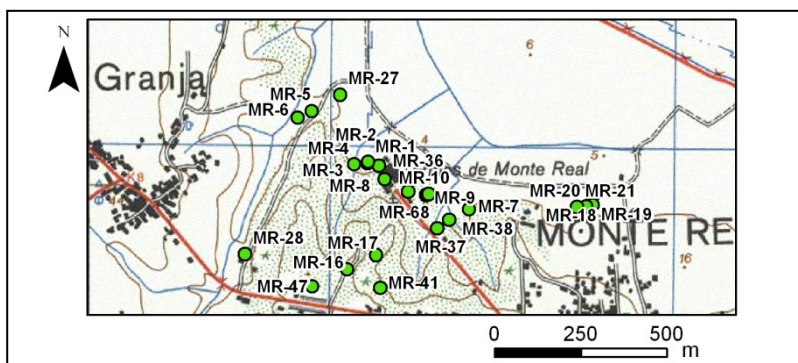 N
Granja
6
MR-27
MR-5
MR-6
MR-2
MR-1
4
MR-4
MR-36
MR-3
MR-10
s de Monte Real
5
MR-8
MR-9
MR-7
MR-20
MR-21
K8
MR-68
MR-38
MR-18
MR-19
MR-37
MONTE RE
MR-28
MR-17
MR-16
16
MR-47
MR-41
0 250 500
m